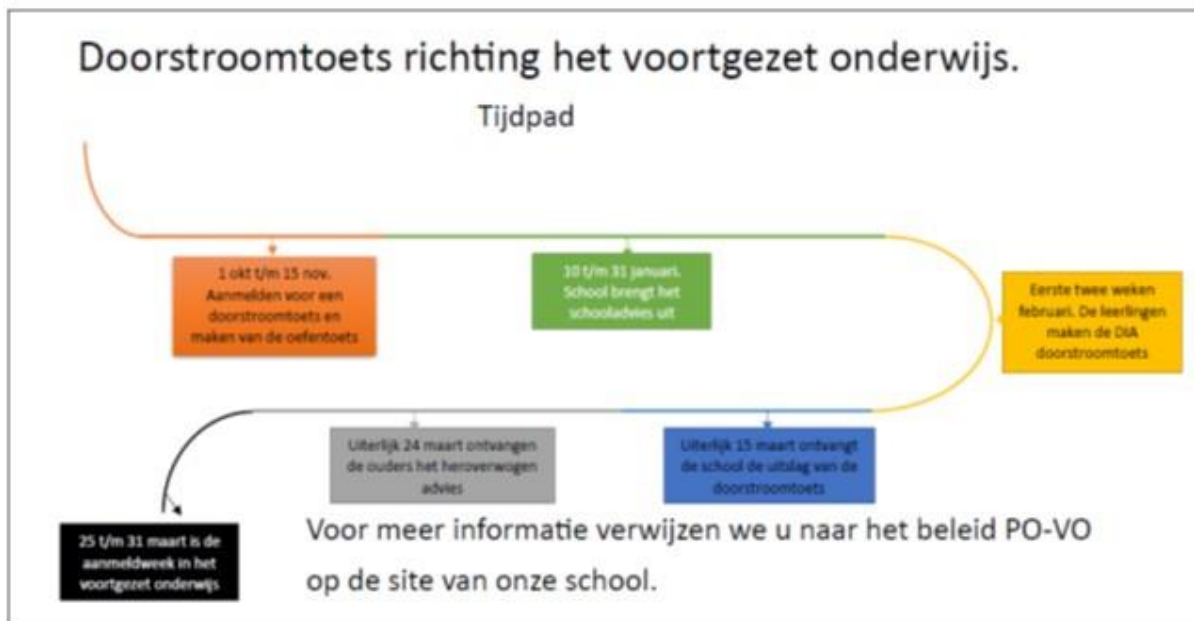 Doorstroomtoets richting het voortgezet onderwijs.
Tijdpad
1 okt t/m 15 nov.
Aanmelden voor een
doorstroomtoets en
maken van de oefentoets
10 t/m 31 januari.
School brengt het
schooladvies uit
Eerste twee weken
februari. De leerlingen
maken de DIA
doorstroomtoets
Uiterlijk 15 maart ontvangt
de school de uitslag van de
doorstroomtoets
Uiterlijk 24 maart ontvangen
de ouders het heroverwogen
advies
25 t/m 31 maart is de
aanmeldweek in het
voortgezet onderwijs
Voor meer informatie verwijzen we u naar het beleid PO-VO
op de site van onze school.